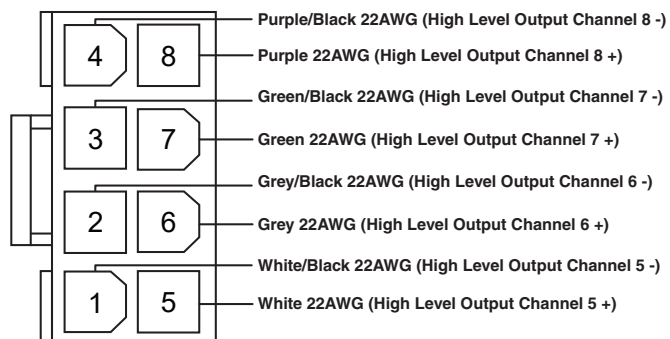 Purple/Black 22AWG (High Level Output Channel 8 -)
4 8 Purple 22AWG (High Level Output Channel 8 +)
Green/Black 22AWG (High Level Output Channel 7 -)
3 7 Green 22AWG (High Level Output Channel 7 +)
Grey/Black 22AWG (High Level Output Channel 6 -)
2 6 Grey 22AWG (High Level Output Channel 6 +)
White/Black 22AWG (High Level Output Channel 5 -)
1 5 White 22AWG (High Level Output Channel 5 +)